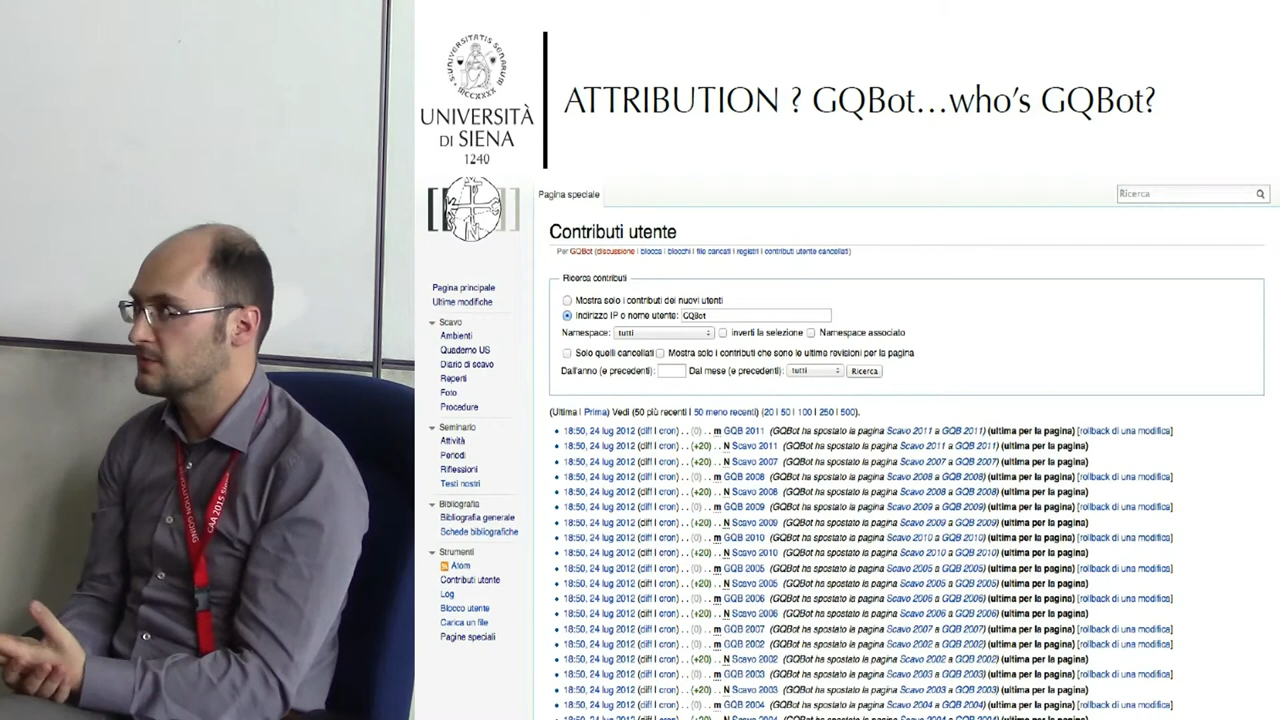 UNIVERSITÀ
DI SIENA
1240
ATTRIBUTION ? GQBot...who's GQBot?
Pagina speciale
Ricerca
Contributi utente
Per GQBot (discussione | blocca | blocchi | file caricati | registri | contributi utente cancellati)
Ricerca contributi
Mostra solo i contributi dei nuovi utenti
Indirizzo IP o nome utente: GQBot
Namespace: tutti inverti la selezione Namespace associato
Solo quelli cancellati Mostra solo i contributi che sono le ultime revisioni per la pagina
Dall'anno (e precedenti): Dal mese (e precedenti): tutti Ricerca
(Ultima | Prima) Vedi (50 più recenti | 50 meno recenti) (20 | 50 | 100 | 250 | 500).
18:50, 24 lug 2012 (diff | cron) . . (0) . . m GQB 2011 (GQBot ha spostato la pagina Scavo 2011 a GQB 2011) (ultima per la pagina) [rollback di una modifica]
18:50, 24 lug 2012 (diff | cron) . . (+20) . . N Scavo 2011 (GQBot ha spostato la pagina Scavo 2011 a GQB 2011) (ultima per la pagina)
18:50, 24 lug 2012 (diff | cron) . . (+20) . . N Scavo 2007 (GQBot ha spostato la pagina Scavo 2007 a GQB 2007) (ultima per la pagina)
18:50, 24 lug 2012 (diff | cron) . . (0) . . m GQB 2008 (GQBot ha spostato la pagina Scavo 2008 a GQB 2008) (ultima per la pagina) [rollback di una modifica]
18:50, 24 lug 2012 (diff | cron) . . (+20) . . N Scavo 2008 (GQBot ha spostato la pagina Scavo 2008 a GQB 2008) (ultima per la pagina)
18:50, 24 lug 2012 (diff | cron) . . (0) . . m GQB 2009 (GQBot ha spostato la pagina Scavo 2009 a GQB 2009) (ultima per la pagina) [rollback di una modifica]
18:50, 24 lug 2012 (diff | cron) . . (+20) . . N Scavo 2009 (GQBot ha spostato la pagina Scavo 2009 a GQB 2009) (ultima per la pagina)
18:50, 24 lug 2012 (diff | cron) . . (0) . . m GQB 2010 (GQBot ha spostato la pagina Scavo 2010 a GQB 2010) (ultima per la pagina) [rollback di una modifica]
18:50, 24 lug 2012 (diff | cron) . . (+20) . . N Scavo 2010 (GQBot ha spostato la pagina Scavo 2010 a GQB 2010) (ultima per la pagina)
18:50, 24 lug 2012 (diff | cron) . . (0) . . m GQB 2005 (GQBot ha spostato la pagina Scavo 2005 a GQB 2005) (ultima per la pagina) [rollback di una modifica]
18:50, 24 lug 2012 (diff | cron) . . (+20) . . N Scavo 2005 (GQBot ha spostato la pagina Scavo 2005 a GQB 2005) (ultima per la pagina)
18:50, 24 lug 2012 (diff | cron) . . (0) . . m GQB 2006 (GQBot ha spostato la pagina Scavo 2006 a GQB 2006) (ultima per la pagina) [rollback di una modifica]
18:50, 24 lug 2012 (diff | cron) . . (+20) . . N Scavo 2006 (GQBot ha spostato la pagina Scavo 2006 a GQB 2006) (ultima per la pagina)
18:50, 24 lug 2012 (diff | cron) . . (0) . . m GQB 2007 (GQBot ha spostato la pagina Scavo 2007 a GQB 2007) (ultima per la pagina) [rollback di una modifica]
18:50, 24 lug 2012 (diff | cron) . . (0) . . m GQB 2002 (GQBot ha spostato la pagina Scavo 2002 a GQB 2002) (ultima per la pagina) [rollback di una modifica]
18:50, 24 lug 2012 (diff | cron) . . (+20) . . N Scavo 2002 (GQBot ha spostato la pagina Scavo 2002 a GQB 2002) (ultima per la pagina)
18:50, 24 lug 2012 (diff | cron) . . (0) . . m GQB 2003 (GQBot ha spostato la pagina Scavo 2003 a GQB 2003) (ultima per la pagina) [rollback di una modifica]
18:50, 24 lug 2012 (diff | cron) . . (+20) . . N Scavo 2003 (GQBot ha spostato la pagina Scavo 2003 a GQB 2003) (ultima per la pagina)
18:50, 24 lug 2012 (diff | cron) . . (0) . . m GQB 2004 (GQBot ha spostato la pagina Scavo 2004 a GQB 2004) (ultima per la pagina) [rollback di una modifica]
Pagina principale
Ultime modifiche
Scavo
Ambienti
Quaderno US
Diario di scavo
Reperti
Foto
Procedure
Seminario
Attività
Periodi
Riflessioni
Testi nostri
Bibliografia
Bibliografia generale
Schede bibliografiche
Strumenti
Atom
Contributi utente
Log
Blocco utente
Carica un file
Pagine speciali
CAA 2015